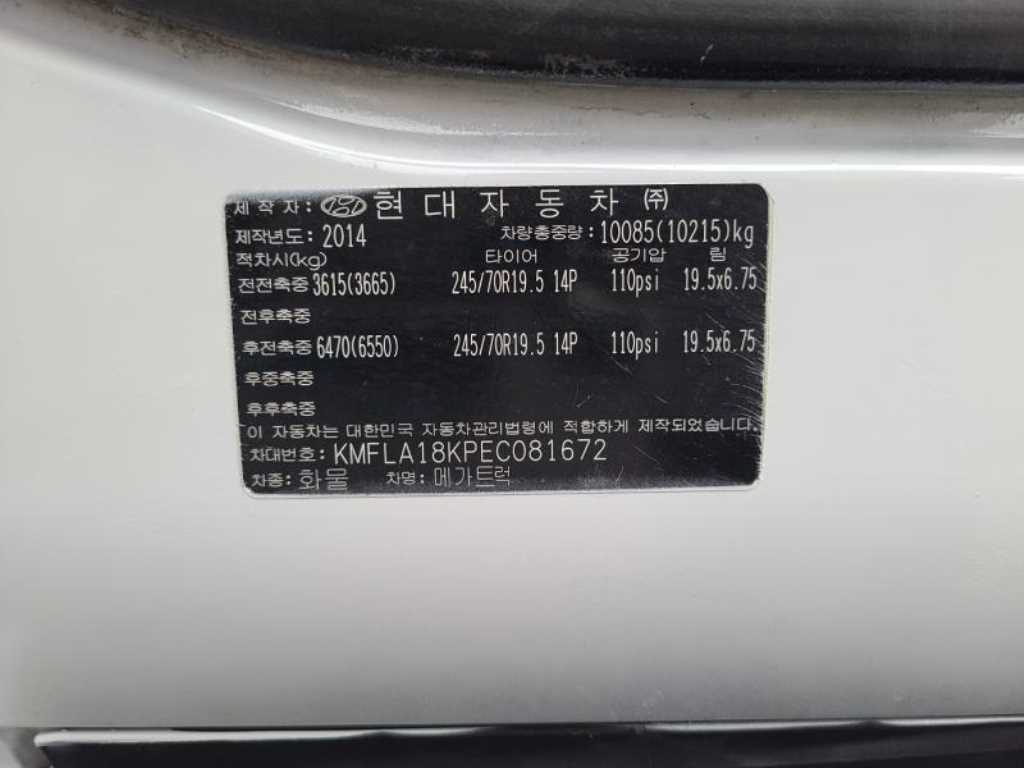 제 작 자 : 현 대 자 동 차 ㈜
제작년도: 2014 차량총중량: 10085(10215)kg
적차시(kg) 타이어 공기압 림
전전축중 3615(3665) 245/70R19.5 14P 110psi 19.5x6.75
전후축중
후전축중 6470(6550) 245/70R19.5 14P 110psi 19.5x6.75
후중축중
후후축중
이 자동차는 대한민국 자동차관리법령에 적합하게 제작되었습니다.
차대번호: KMFLA18KPEC081672
차종: 화물 차명: 메가트럭